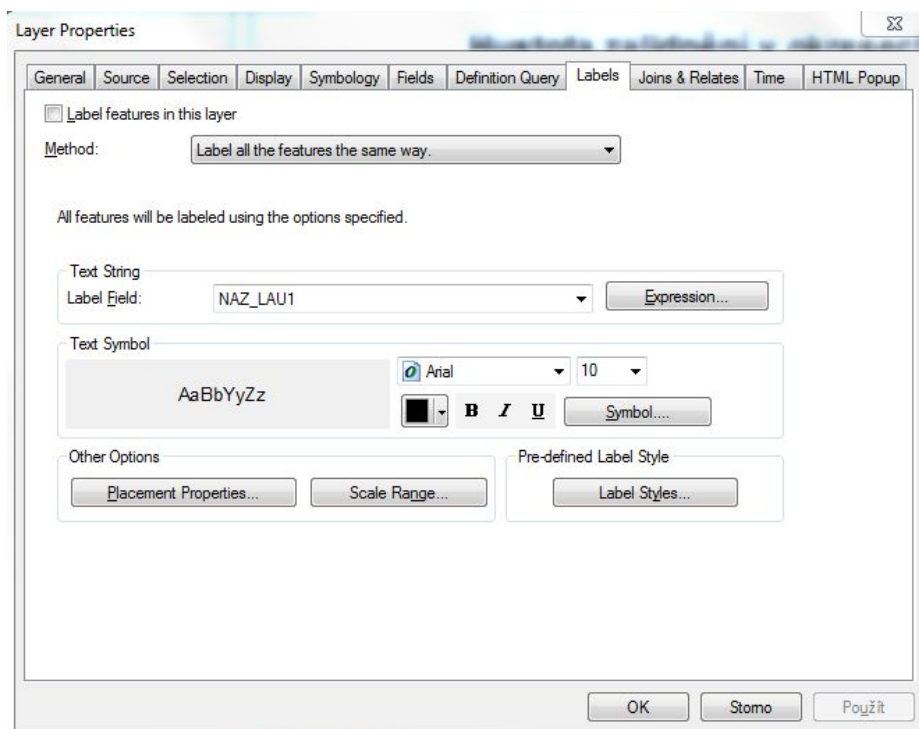 Layer Properties
General Source Selection Display Symbology Fields Definition Query Labels Joins & Relates Time HTML Popup
Label features in this layer
Method: Label all the features the same way.
All features will be labeled using the options specified.
Text String
Label Field: NAZ_LAU1 Expression...
Text Symbol
AaBbYyZz
Arial 10
B I U Symbol....
Other Options Pre-defined Label Style
Placement Properties... Scale Range... Label Styles...
OK Storno Použít